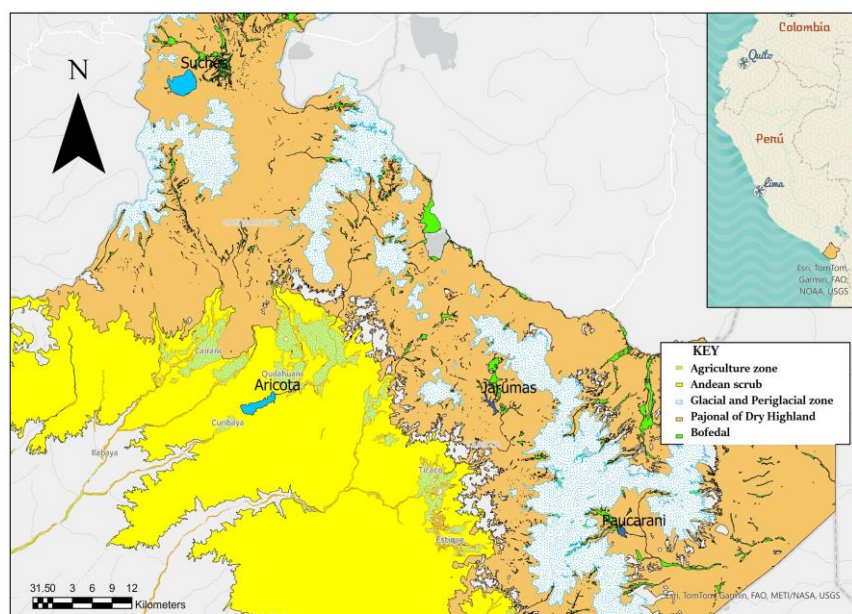 Suches
N
Cairani
Quilahuani
Aricota
Curibaya
Ilabaya
Jarumas
Ticaco
Estique
Paucarani
Colombia
Quito
Perú
Lima
Esri, TomTom,
Garmin, FAO,
NOAA, USGS
KEY
Agriculture zone
Andean scrub
Glacial and Periglacial zone
Pajonal of Dry Highland
Bofedal
31.50 3 6 9 12
Kilometers
Esri, TomTom, Garmin, FAO, METI/NASA, USGS